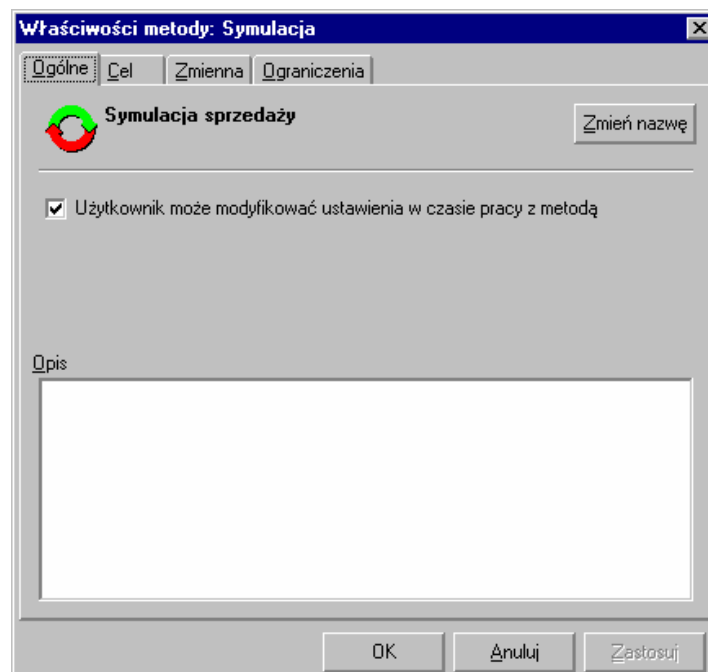 Właściwości metody: Symulacja
Ogólne Cel Zmienna Ograniczenia
Symulacja sprzedaży
Zmień nazwę
Użytkownik może modyfikować ustawienia w czasie pracy z metodą
Opis
OK Anuluj Zastosuj